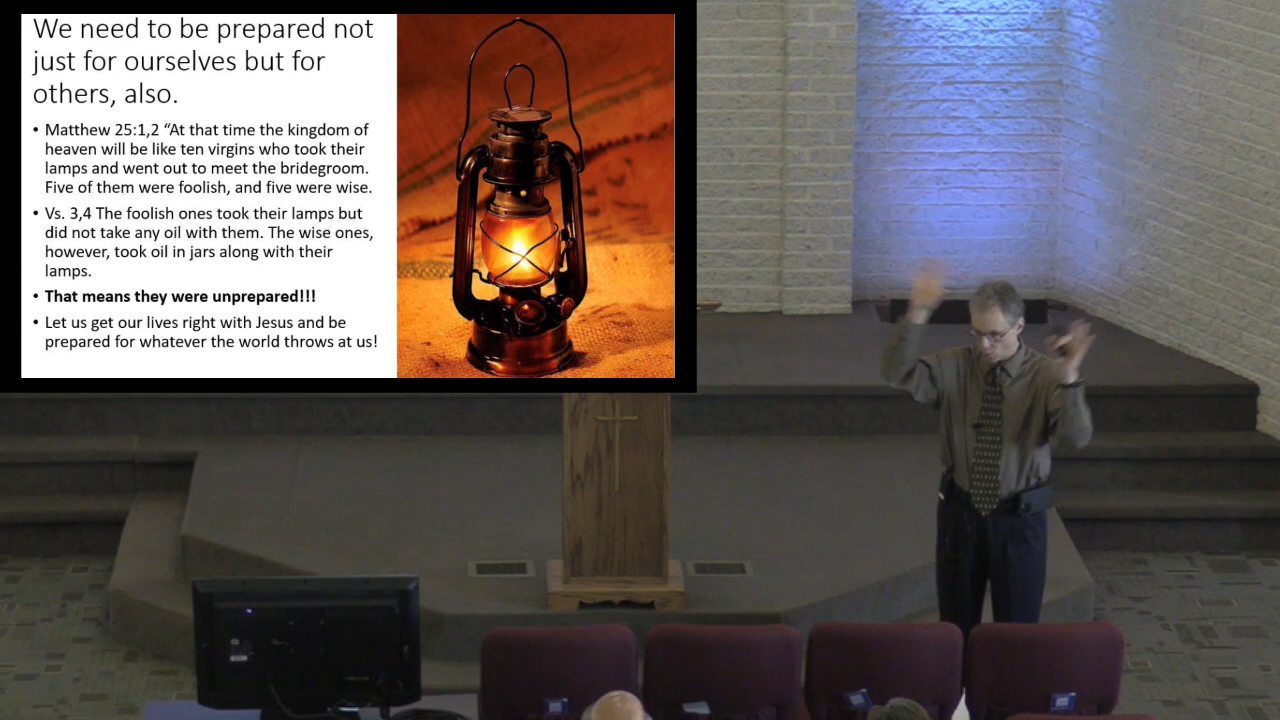 We need to be prepared not
just for ourselves but for
others, also.
• Matthew 25:1,2 “At that time the kingdom of
heaven will be like ten virgins who took their
lamps and went out to meet the bridegroom.
Five of them were foolish, and five were wise.
• Vs. 3,4 The foolish ones took their lamps but
did not take any oil with them. The wise ones,
however, took oil in jars along with their
lamps.
• That means they were unprepared!!!
• Let us get our lives right with Jesus and be
prepared for whatever the world throws at us!